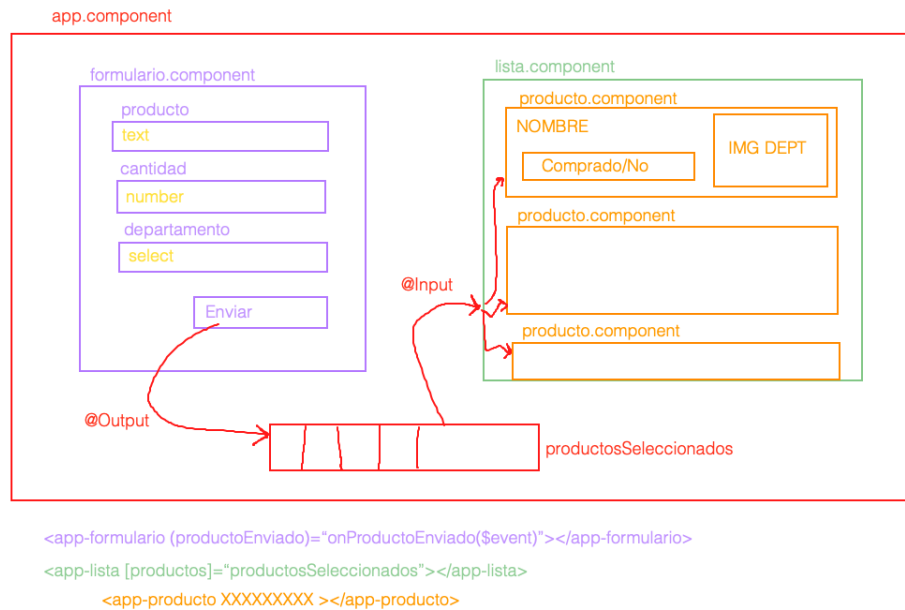 app.component
formulario.component
producto
text
cantidad
number
departamento
select
Enviar
@Output
productosSeleccionados
@Input
lista.component
producto.component
NOMBRE
Comprado/No
IMG DEPT
producto.component
producto.component
<app-formulario (productoEnviado)=“onProductoEnviado($event)”></app-formulario>
<app-lista [productos]=“productosSeleccionados”></app-lista>
<app-producto XXXXXXXXX ></app-producto>